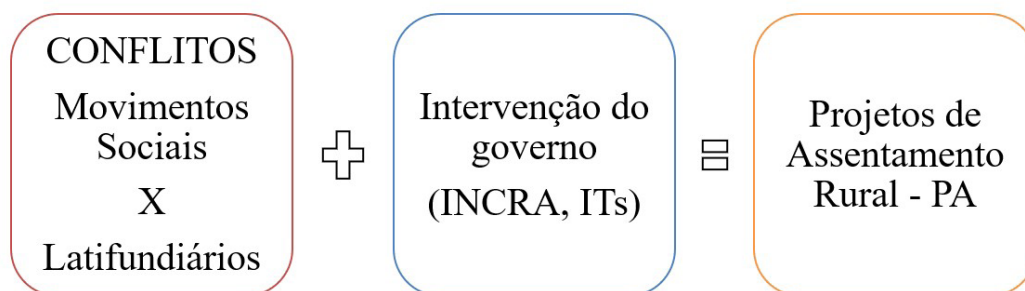 CONFLITOS
Movimentos
Sociais
X
Latifundiários
Intervenção do
governo
(INCRA, ITs)
Projetos de
Assentamento
Rural - PA